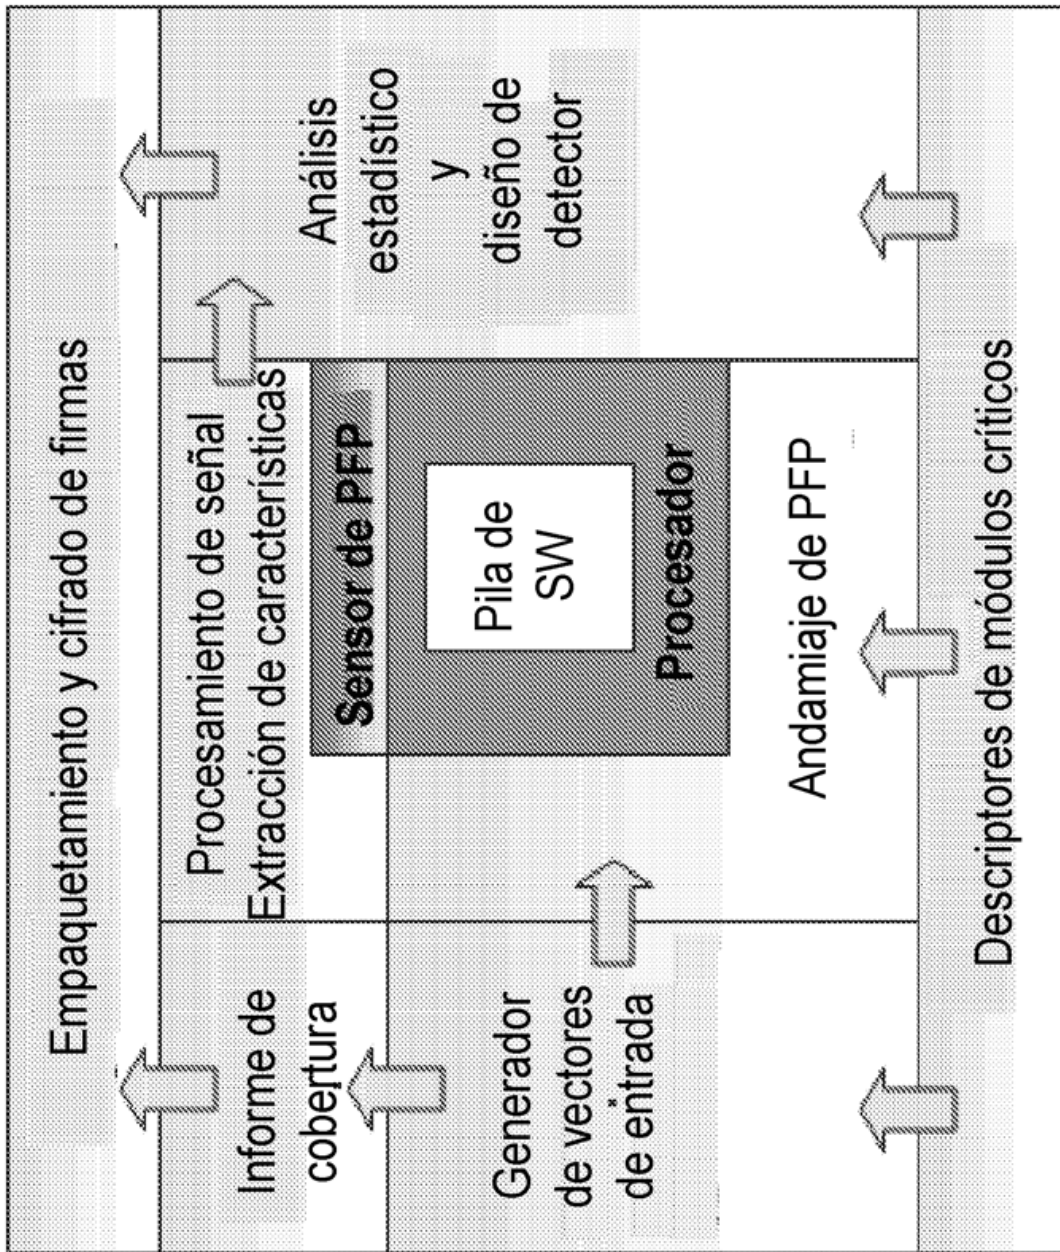 Empaquetamiento y cifrado de firmas
Informe de
cobertura
Procesamiento de señal
Extracción de características
Análisis
estadístico
y
diseño de
detector
Sensor de PFP
Pila de
SW
Procesador
Generador
de vectores
de entrada
Andamiaje de PFP
Descriptores de módulos críticos